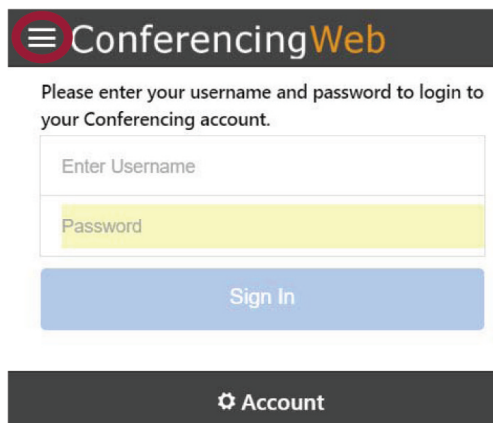 ConferencingWeb
Please enter your username and password to login to
your Conferencing account.
Enter Username
Password
Sign In
Account